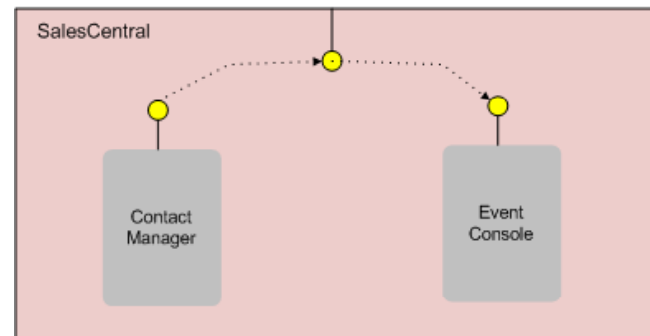 SalesCentral
Contact
Manager
Event
Console